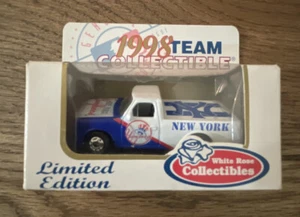 1998 TEAM
COLLECTIBLE
NEW YORK
Limited
Edition
White Rose
Collectibles